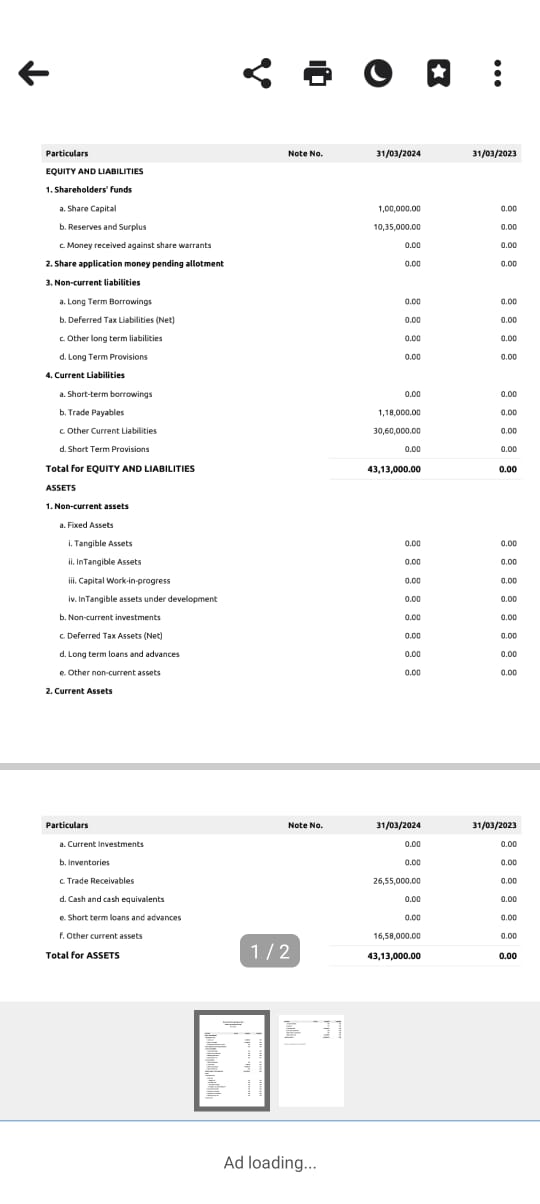 Particulars Note No. 31/03/2024 31/03/2023
EQUITY AND LIABILITIES
1. Shareholders' funds
a. Share Capital 1,00,000.00 0.00
b. Reserves and Surplus 10,35,000.00 0.00
c. Money received against share warrants 0.00 0.00
2. Share application money pending allotment 0.00 0.00
3. Non-current liabilities
a. Long Term Borrowings 0.00 0.00
b. Deferred Tax Liabilities (Net) 0.00 0.00
c. Other long term liabilities 0.00 0.00
d. Long Term Provisions 0.00 0.00
4. Current Liabilities
a. Short-term borrowings 0.00 0.00
b. Trade Payables 1,18,000.00 0.00
c. Other Current Liabilities 30,60,000.00 0.00
d. Short Term Provisions 0.00 0.00
Total for EQUITY AND LIABILITIES 43,13,000.00 0.00
ASSETS
1. Non-current assets
a. Fixed Assets
i. Tangible Assets 0.00 0.00
ii. InTangible Assets 0.00 0.00
iii. Capital Work-in-progress 0.00 0.00
iv. InTangible assets under development 0.00 0.00
b. Non-current investments 0.00 0.00
c. Deferred Tax Assets (Net) 0.00 0.00
d. Long term loans and advances 0.00 0.00
e. Other non-current assets 0.00 0.00
2. Current Assets
Particulars Note No. 31/03/2024 31/03/2023
a. Current Investments 0.00 0.00
b. Inventories 0.00 0.00
c. Trade Receivables 26,55,000.00 0.00
d. Cash and cash equivalents 0.00 0.00
e. Short term loans and advances 0.00 0.00
f. Other current assets 16,58,000.00 0.00
1 / 2
Total for ASSETS 43,13,000.00 0.00
Ad loading...